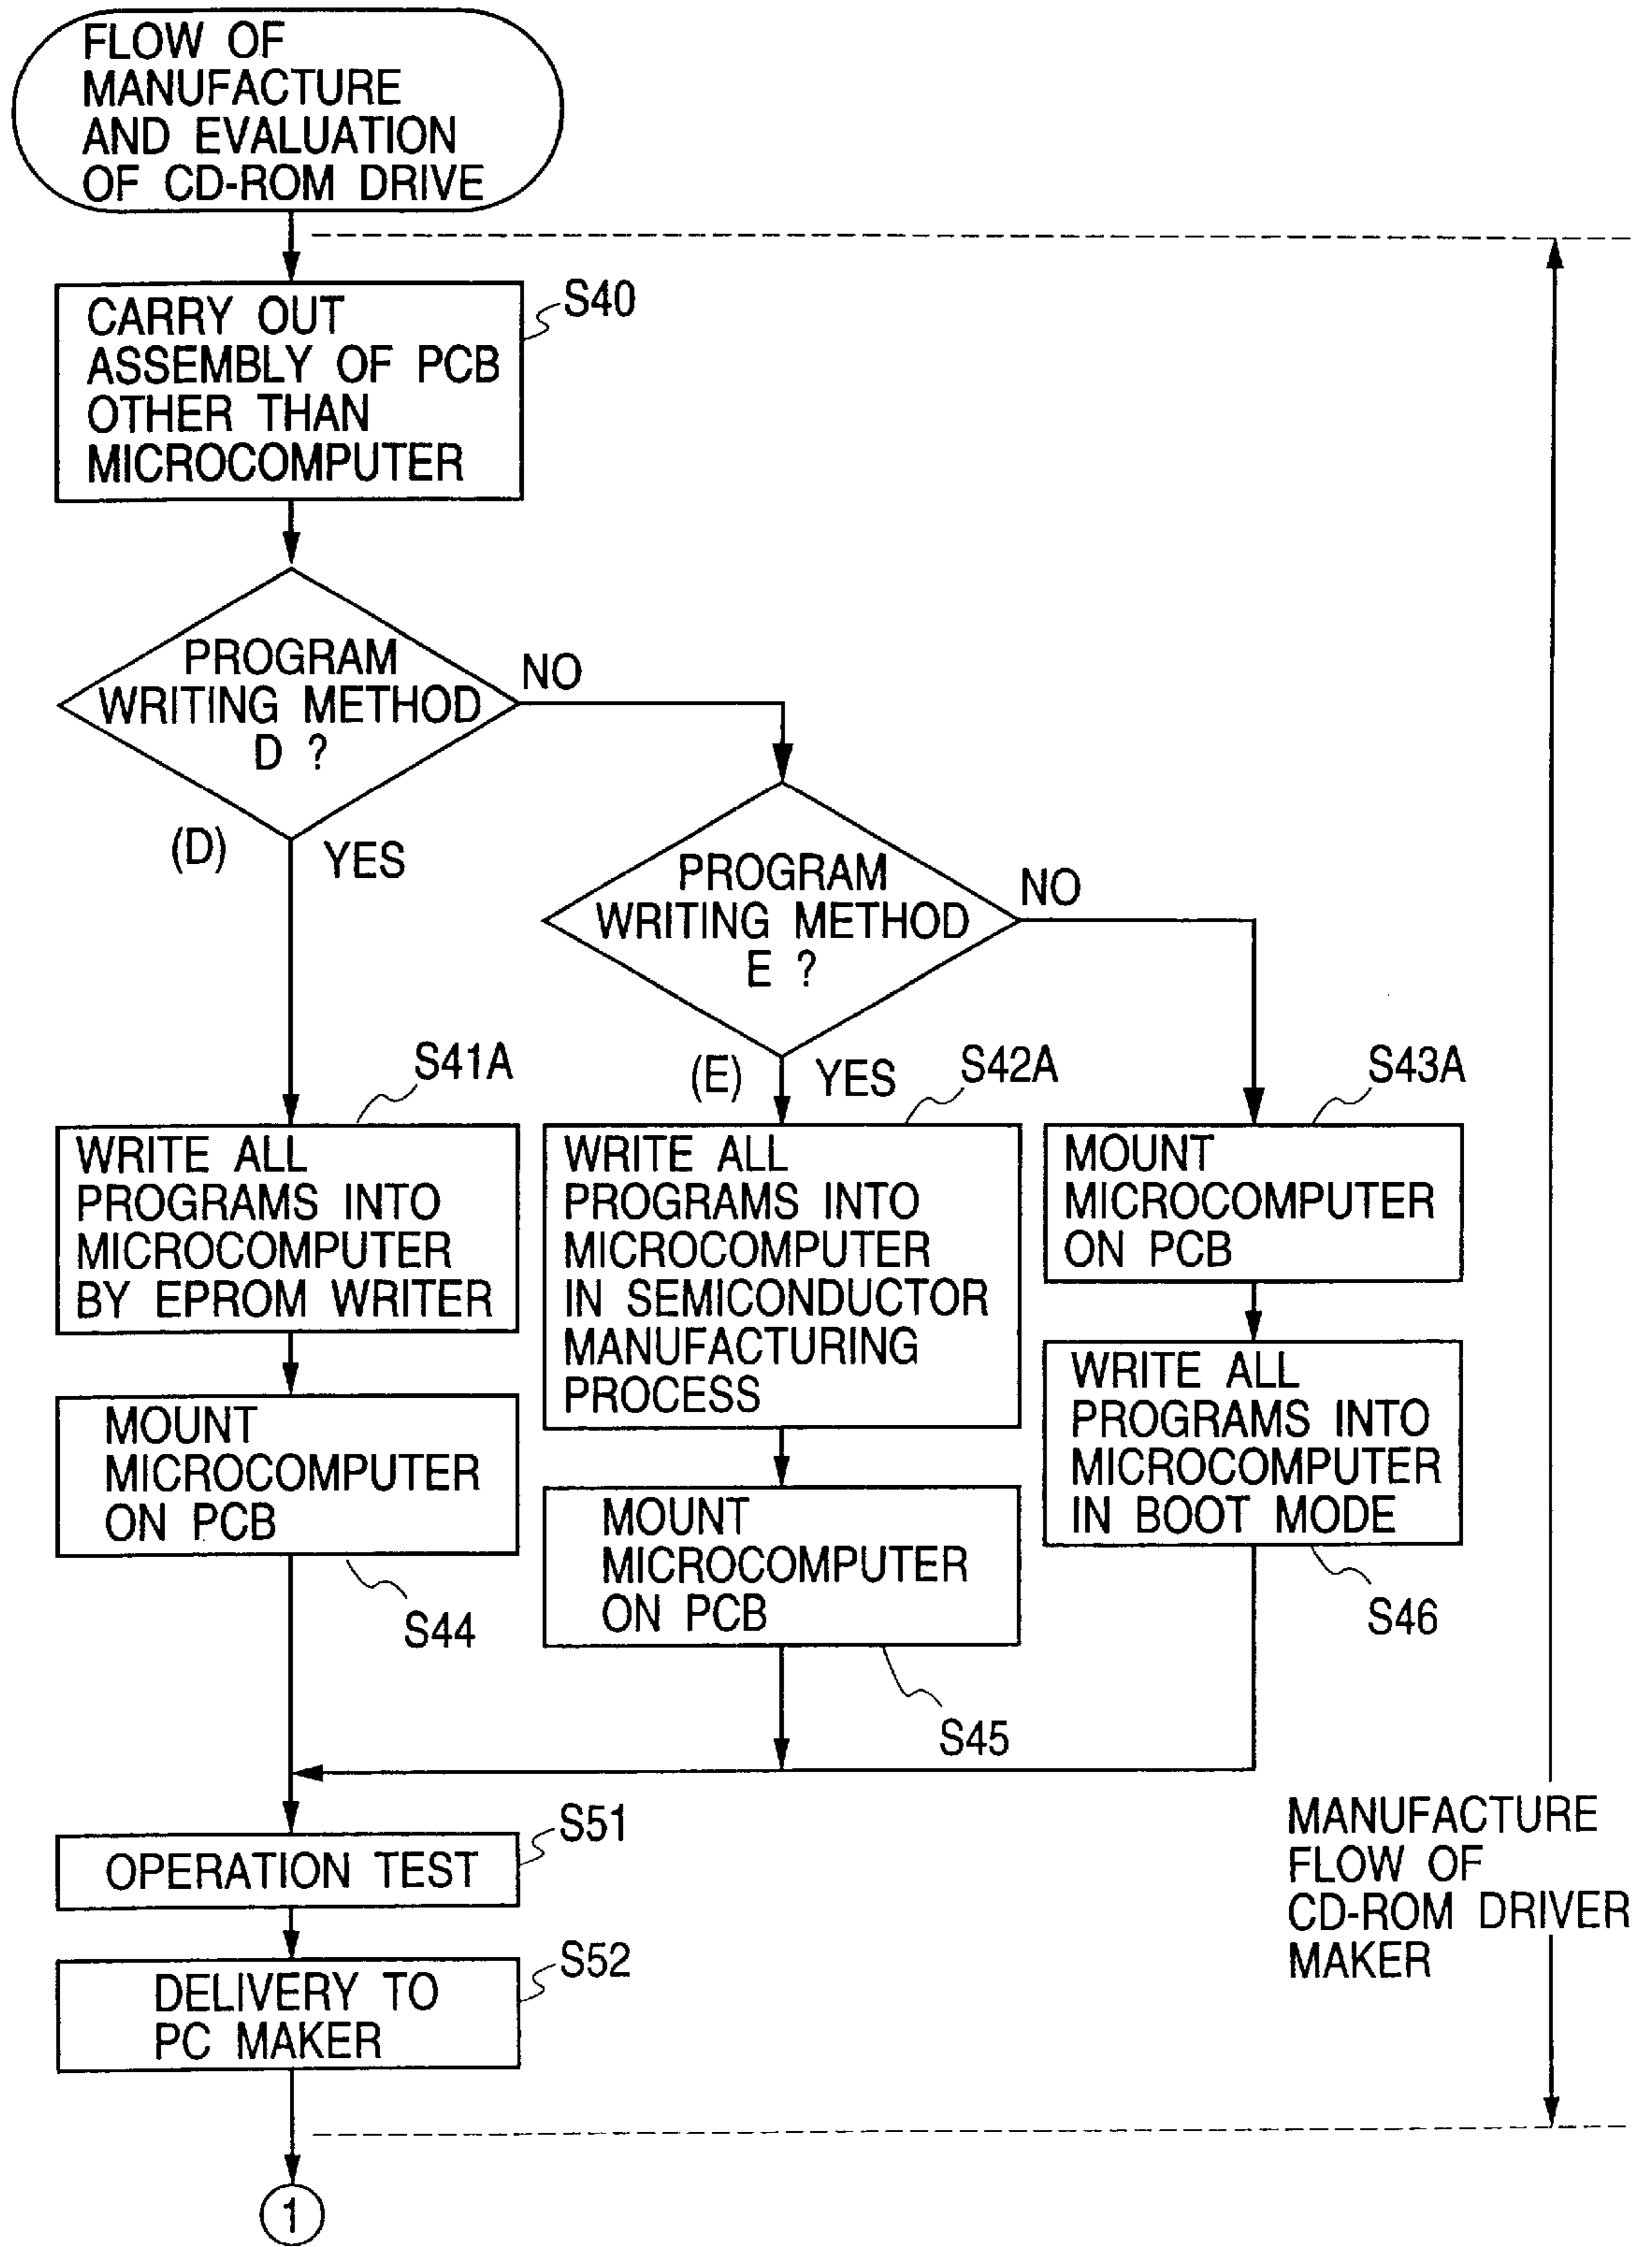 FLOW OF
MANUFACTURE
AND EVALUATION
OF CD-ROM DRIVE
CARRY OUT
ASSEMBLY OF PCB
OTHER THAN
MICROCOMPUTER
S40
PROGRAM
WRITING METHOD
D ?
NO
(D)
YES
PROGRAM
WRITING METHOD
E ?
NO
(E)
YES
S41A
WRITE ALL
PROGRAMS INTO
MICROCOMPUTER
BY EPROM WRITER
S42A
WRITE ALL
PROGRAMS INTO
MICROCOMPUTER
IN SEMICONDUCTOR
MANUFACTURING
PROCESS
S43A
MOUNT
MICROCOMPUTER
ON PCB
WRITE ALL
PROGRAMS INTO
MICROCOMPUTER
IN BOOT MODE
S46
MOUNT
MICROCOMPUTER
ON PCB
S44
MOUNT
MICROCOMPUTER
ON PCB
S45
OPERATION TEST
S51
DELIVERY TO
PC MAKER
S52
MANUFACTURE
FLOW OF
CD-ROM DRIVER
MAKER
1